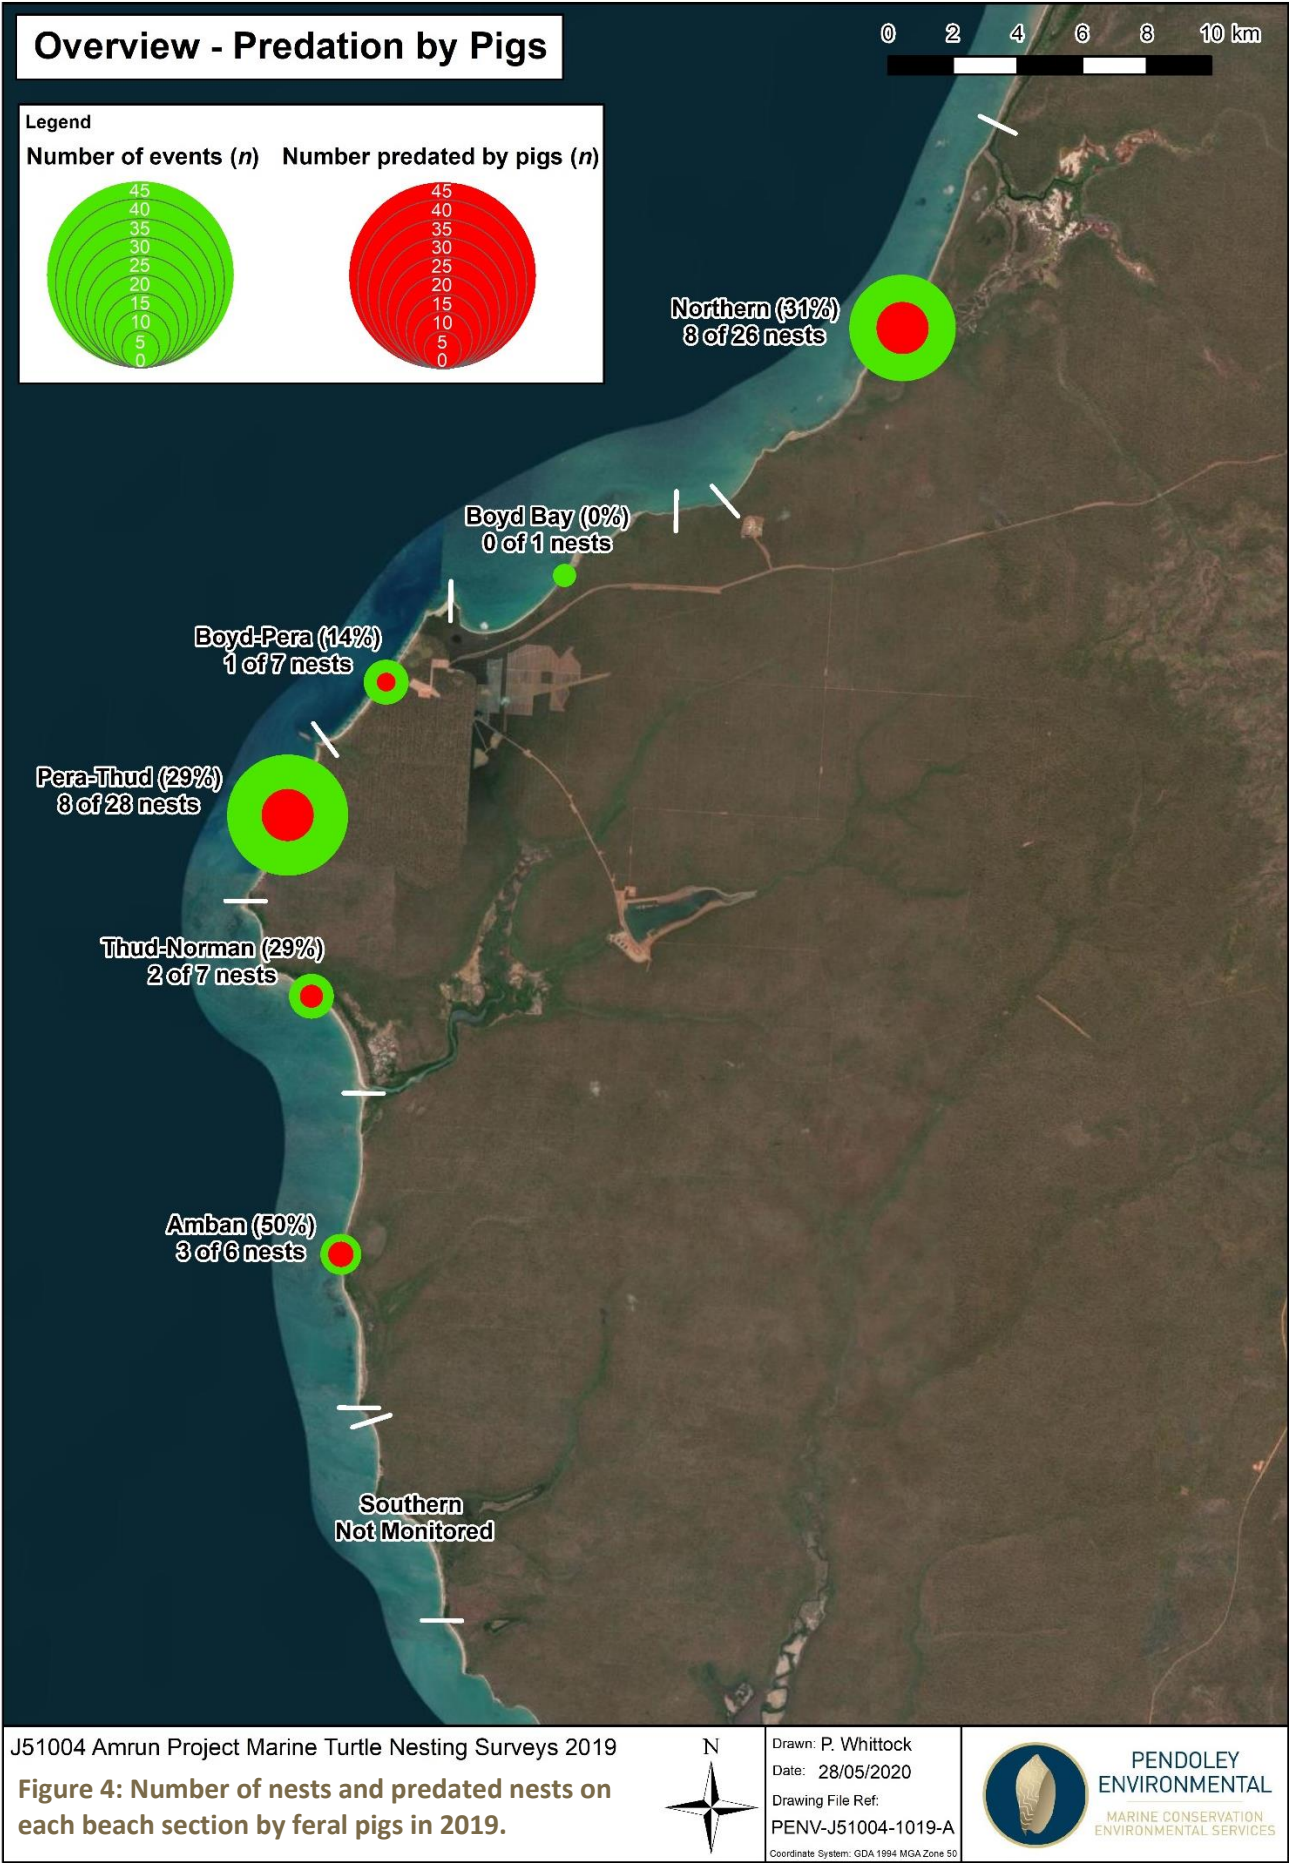 Overview - Predation by Pigs
0 2 4 6 8 10 km
Legend
Number of events (n) Number predated by pigs (n)
45 45
40 40
35 35
30 30
25 25
20 20
15 15
10 10
5 5
0 0
Northern (31%)
8 of 26 nests
Boyd Bay (0%)
0 of 1 nests
Boyd-Pera (14%)
1 of 7 nests
Pera-Thud (29%)
8 of 28 nests
Thud-Norman (29%)
2 of 7 nests
Amban (50%)
3 of 6 nests
Southern
Not Monitored
J51004 Amrun Project Marine Turtle Nesting Surveys 2019
Figure 4: Number of nests and predated nests on
each beach section by feral pigs in 2019.
N
Drawn: P. Whittock
Date: 28/05/2020
Drawing File Ref:
PENV-J51004-1019-A
Coordinate System: GDA 1994 MGA Zone 50
PENDOLEY
ENVIRONMENTAL
MARINE CONSERVATION
ENVIRONMENTAL SERVICES